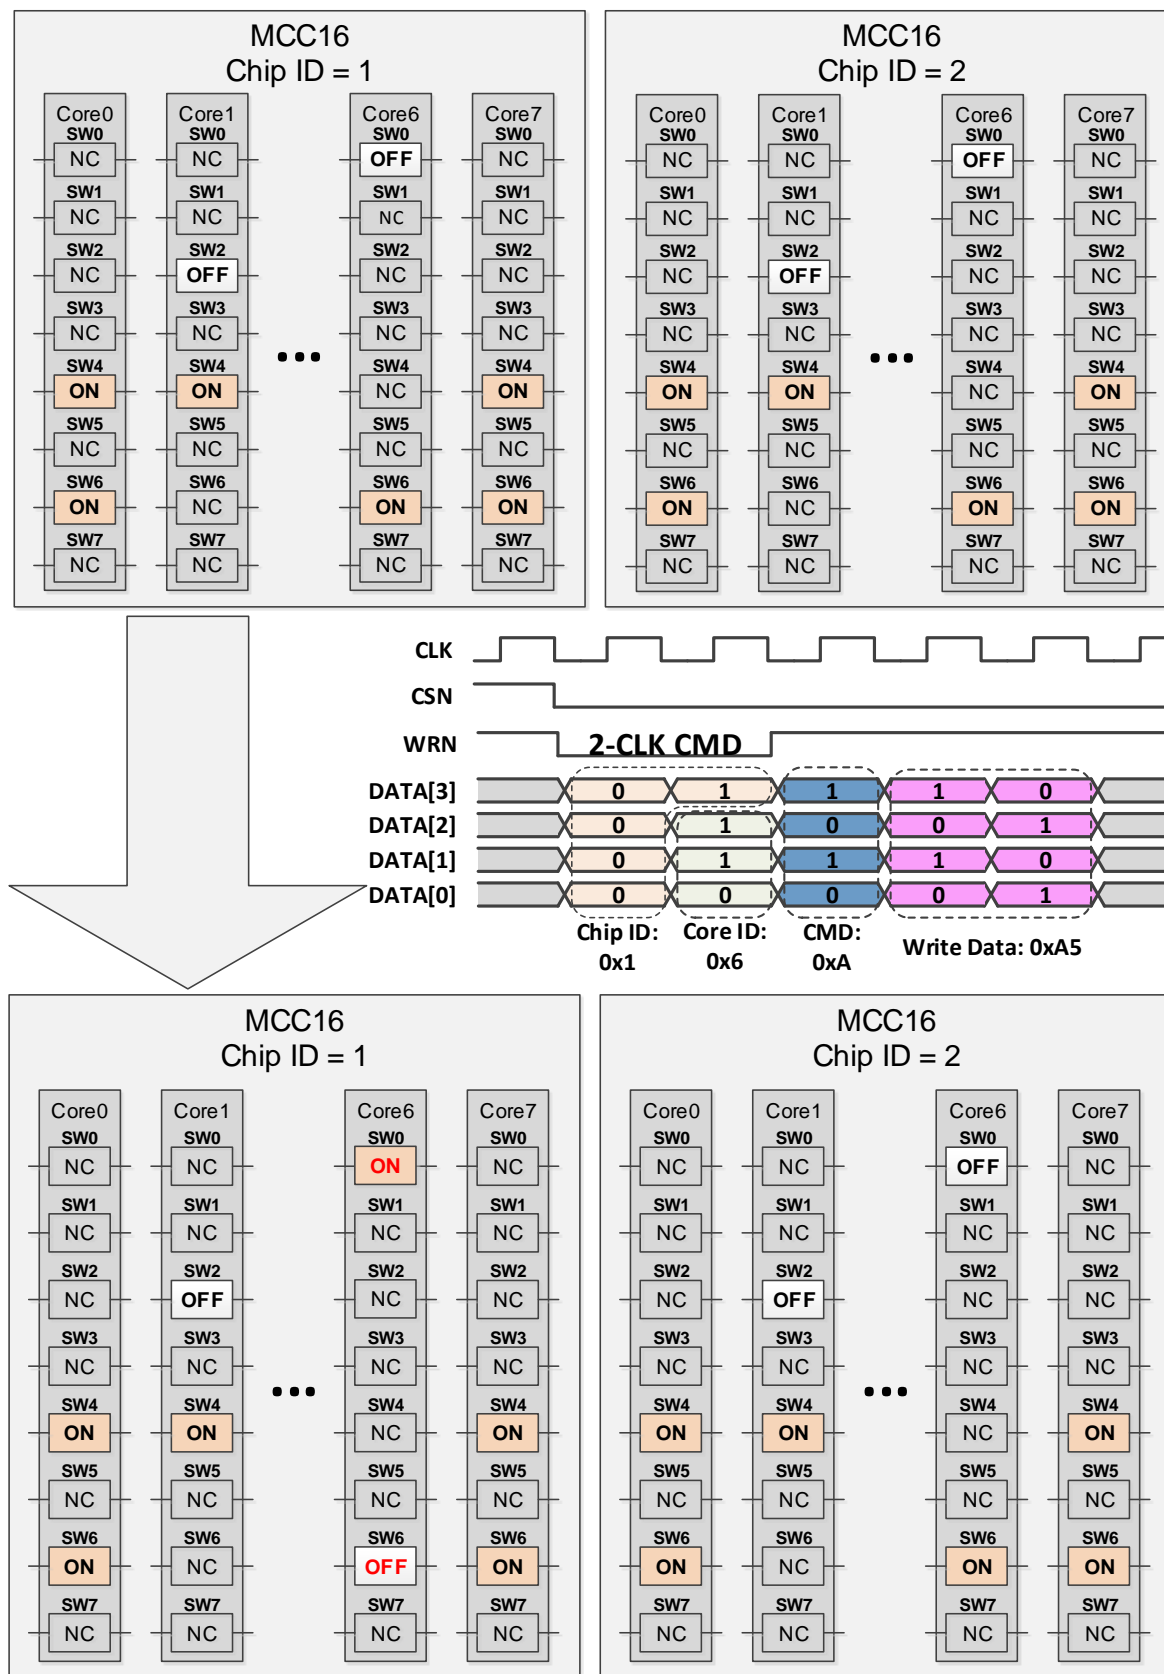 MCC16
Chip ID = 1
MCC16
Chip ID = 2
Core0 Core1 Core6 Core7
SW0 SW0 SW0 SW0
NC NC OFF NC
SW1 SW1 SW1 SW1
NC NC NC NC
SW2 SW2 SW2 SW2
NC OFF NC NC
SW3 SW3 SW3 SW3
NC NC NC NC
...
SW4 SW4 SW4 SW4
ON ON NC ON
SW5 SW5 SW5 SW5
NC NC NC NC
SW6 SW6 SW6 SW6
ON NC ON ON
SW7 SW7 SW7 SW7
NC NC NC NC
Core0 Core1 Core6 Core7
SW0 SW0 SW0 SW0
NC NC OFF NC
SW1 SW1 SW1 SW1
NC NC NC NC
SW2 SW2 SW2 SW2
NC OFF NC NC
SW3 SW3 SW3 SW3
NC NC NC NC
...
SW4 SW4 SW4 SW4
ON ON NC ON
SW5 SW5 SW5 SW5
NC NC NC NC
SW6 SW6 SW6 SW6
ON NC ON ON
SW7 SW7 SW7 SW7
NC NC NC NC
CLK
CSN
WRN 2-CLK CMD
DATA[3] 0 1 1 1 0
DATA[2] 0 1 0 0 1
DATA[1] 0 1 1 1 0
DATA[0] 0 0 0 0 1
Chip ID: Core ID: CMD: Write Data: 0xA5
0x1 0x6 0xA
MCC16
Chip ID = 1
MCC16
Chip ID = 2
Core0 Core1 Core6 Core7
SW0 SW0 SW0 SW0
NC NC ON NC
SW1 SW1 SW1 SW1
NC NC NC NC
SW2 SW2 SW2 SW2
NC OFF NC NC
SW3 SW3 SW3 SW3
NC NC NC NC
...
SW4 SW4 SW4 SW4
ON ON NC ON
SW5 SW5 SW5 SW5
NC NC NC NC
SW6 SW6 SW6 SW6
ON NC OFF ON
SW7 SW7 SW7 SW7
NC NC NC NC
Core0 Core1 Core6 Core7
SW0 SW0 SW0 SW0
NC NC OFF NC
SW1 SW1 SW1 SW1
NC NC NC NC
SW2 SW2 SW2 SW2
NC OFF NC NC
SW3 SW3 SW3 SW3
NC NC NC NC
...
SW4 SW4 SW4 SW4
ON ON NC ON
SW5 SW5 SW5 SW5
NC NC NC NC
SW6 SW6 SW6 SW6
ON NC ON ON
SW7 SW7 SW7 SW7
NC NC NC NC